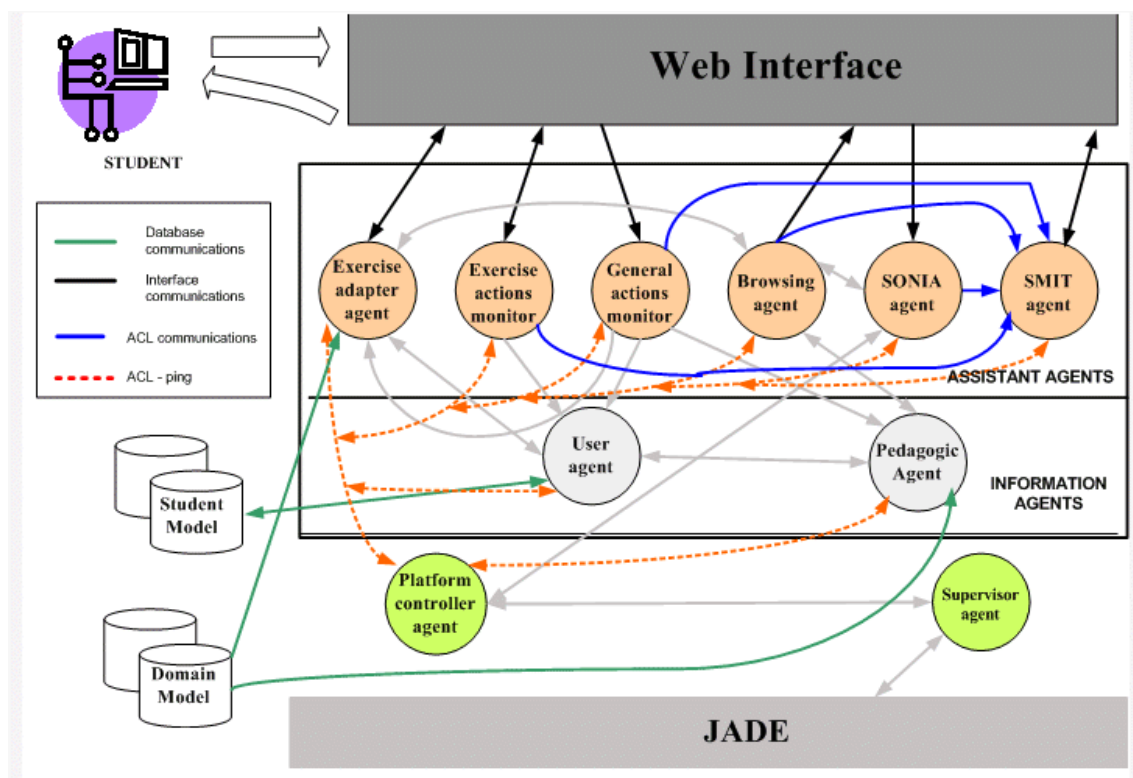 Web Interface
STUDENT
Database
communications
Interface
communications
ACL communications
ACL - ping
Exercise
adapter
agent
Exercise
actions
monitor
General
actions
monitor
Browsing
agent
SONIA
agent
SMIT
agent
ASSISTANT AGENTS
User
agent
Pedagogic
Agent
INFORMATION
AGENTS
Student
Model
Platform
controller
agent
Supervisor
agent
Domain
Model
JADE